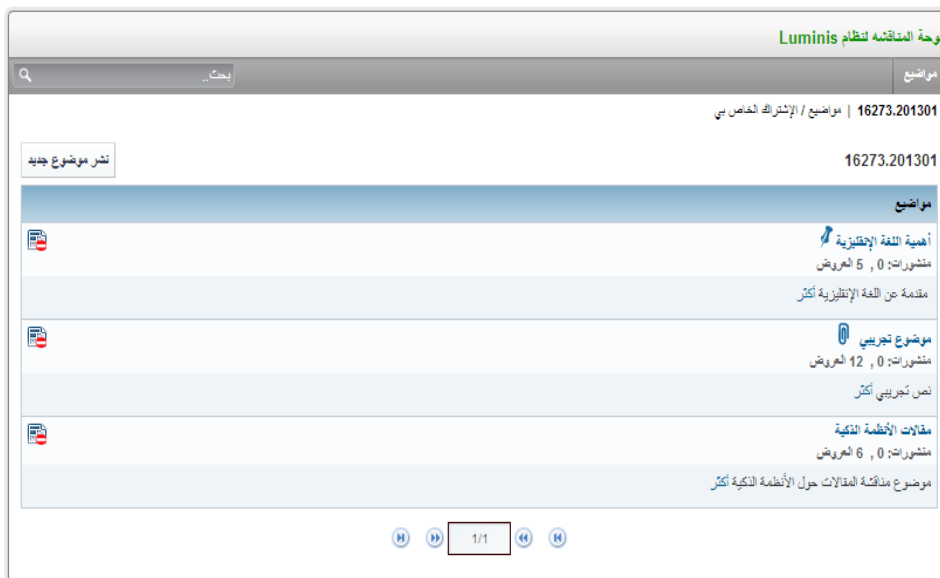 وحة المناقشه لنظام Luminis
مواضيع
بحث..
16273.201301 | مواضيع / الإشتراك الخاص بي
16273.201301
نشر موضوع جديد
مواضيع
أهمية اللغة الإنقليزية
منشورات: 0 , 5 العروض
مقدمة عن اللغة الإنقليزية أكثر
موضوع تجريبي
منشورات: 0 , 12 العروض
نص تجريبي أكثر
مقالات الأنظمة الذكية
منشورات: 0 , 6 العروض
موضوع مناقشة المقالات حول الأنظمة الذكية أكثر
1/1